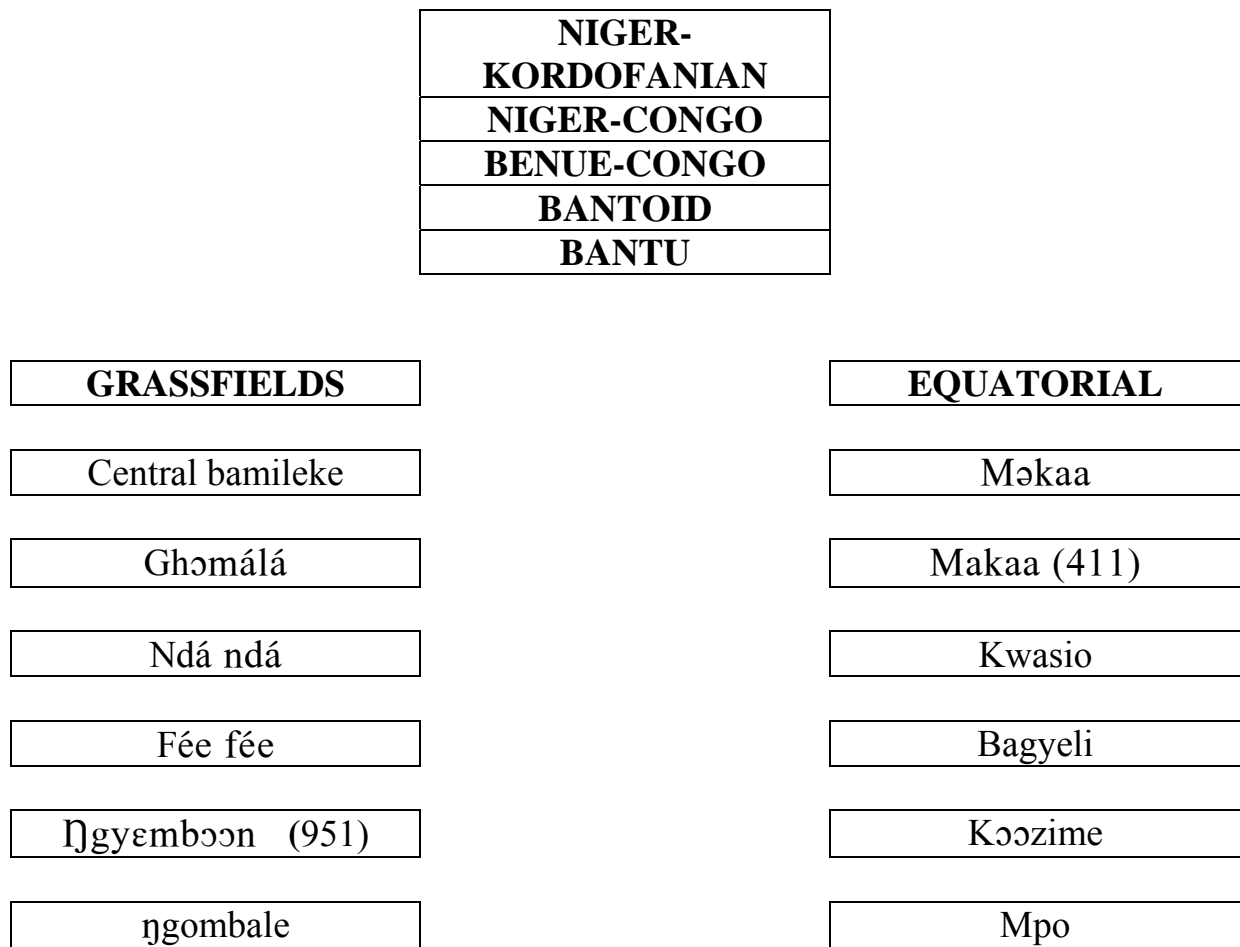 NIGER-
KORDOFANIAN
NIGER-CONGO
BENUE-CONGO
BANTOID
BANTU
GRASSFIELDS
EQUATORIAL
Central bamileke
Məkaa
Ghɔmálá
Makaa (411)
Ndá ndá
Kwasio
Fée fée
Bagyeli
Ŋgyɛmbɔɔn (951)
Kɔɔzime
ŋgombale
Mpo